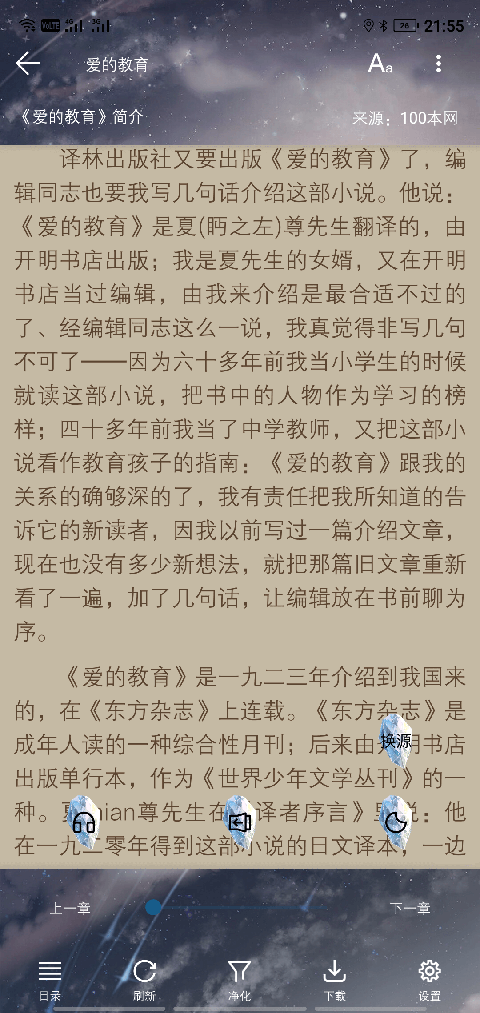 VoLTE 4G 3G 26 21:55
爱的教育 Aa
《爱的教育》简介 来源：100本网
译林出版社又要出版《爱的教育》了，编
辑同志也要我写几句话介绍这部小说。他说：
《爱的教育》是夏(眄之左)尊先生翻译的，由
开明书店出版；我是夏先生的女婿，又在开明
书店当过编辑，由我来介绍是最合适不过的
了、经编辑同志这么一说，我真觉得非写几句
不可了——因为六十多年前我当小学生的时候
就读这部小说，把书中的人物作为学习的榜
样；四十多年前我当了中学教师，又把这部小
说看作教育孩子的指南：《爱的教育》跟我的
关系的确够深的了，我有责任把我所知道的告
诉它的新读者，因我以前写过一篇介绍文章，
现在也没有多少新想法，就把那篇旧文章重新
看了一遍，加了几句话，让编辑放在书前聊为
序。
《爱的教育》是一九二三年介绍到我国来
的，在《东方杂志》上连载。《东方杂志》是
成年人读的一种综合性月刊；后来由 明书店
换源
出版单行本，作为《世界少年文学丛刊》的一
种。夏 ian尊先生在 译者序言》里说：他
在一九二零年得到这部小说的日文译本，一边
上一章 下一章
目录 刷新 净化 下载 设置